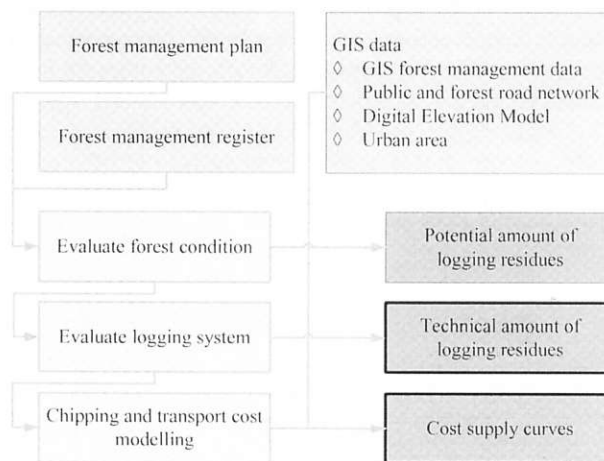 Forest management plan
Forest management register
Evaluate forest condition
Evaluate logging system
Chipping and transport cost
modelling
GIS data
◊ GIS forest management data
◊ Public and forest road network
◊ Digital Elevation Model
◊ Urban area
Potential amount of
logging residues
Technical amount of
logging residues
Cost supply curves